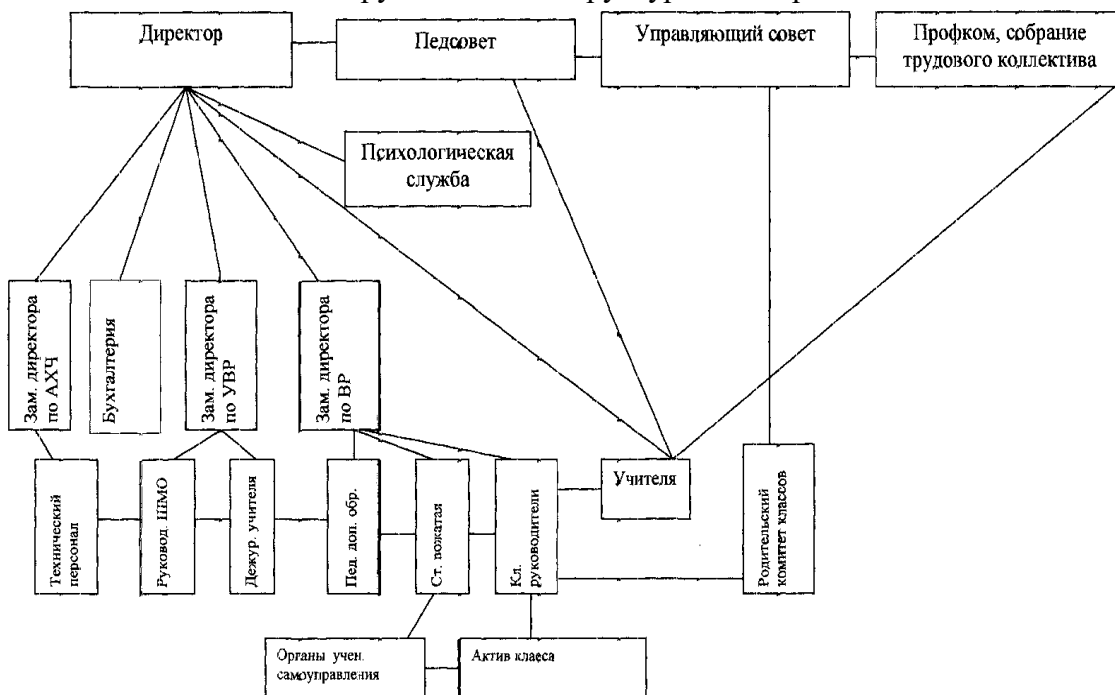 Директор
Педсовет
Управляющий совет
Профком, собрание
трудового коллектива
Психологическая
служба
Зам. директора
по АХЧ
Бухгалтерия
Зам. директора
по УВР
Зам. директора
по ВР
Технический
персонал
Руковод. ШМО
Дежур. учителя
Пед. доп. обр.
Ст. вожатая
Кл.
руководители
Учителя
Родительский
комитет классов
Органы учен.
самоуправления
Актив класса